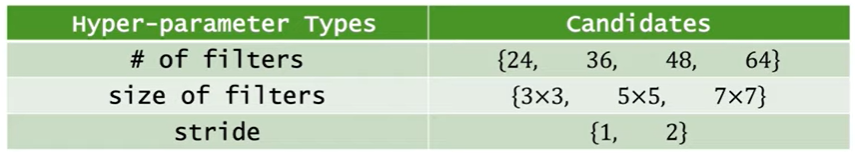 Hyper-parameter Types Candidates
# of filters {24, 36, 48, 64}
size of filters {3×3, 5×5, 7×7}
stride {1, 2}